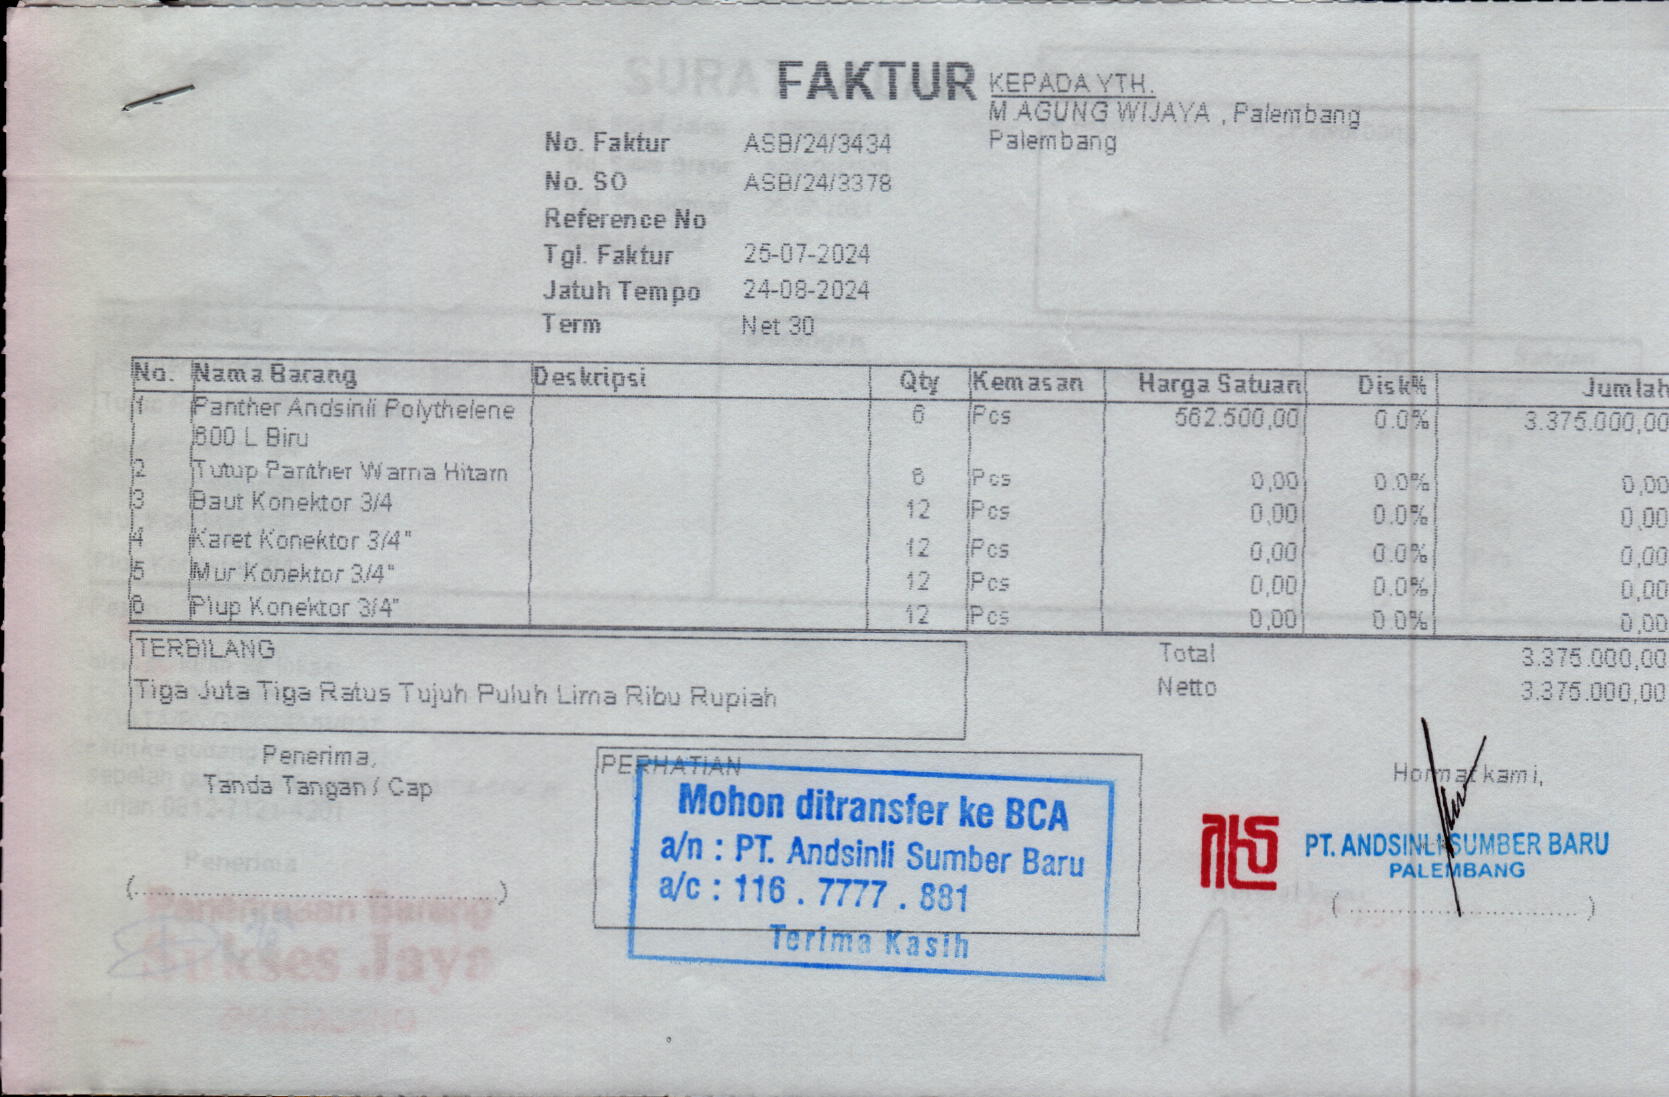 FAKTUR
KEPADA YTH.
M.AGUNG WIJAYA , Palembang
Palembang
No. Faktur ASB/24/3434
No. SO ASB/24/3378
Reference No
Tgl. Faktur 25-07-2024
Jatuh Tempo 24-08-2024
Term Net 30
No. Nama Barang Deskripsi Qty Kemasan Harga Satuan Disk% Jumlah
1 Panther Andsinli Polythelene 6 Pcs 562.500,00 0.0% 3.375.000,00
600 L Biru
2 Tutup Panther Warna Hitam 6 Pcs 0,00 0.0% 0,00
3 Baut Konektor 3/4 12 Pcs 0,00 0.0% 0,00
4 Karet Konektor 3/4" 12 Pcs 0,00 0.0% 0,00
5 Mur Konektor 3/4" 12 Pcs 0,00 0.0% 0,00
6 Plup Konektor 3/4" 12 Pcs 0,00 0.0% 0,00
TERBILANG
Tiga Juta Tiga Ratus Tujuh Puluh Lima Ribu Rupiah
Total 3.375.000,00
Netto 3.375.000,00
Penerima,
Tanda Tangan / Cap
(..............................................)
PERHATIAN
Mohon ditransfer ke BCA
a/n : PT. Andsinli Sumber Baru
a/c : 116 . 7777 . 881
Terima Kasih
Hormat kami,
PT. ANDSINLI SUMBER BARU
PALEMBANG
(..............................)
Penerima
Penerimaan Barang
Sukses Jaya
PALEMBANG